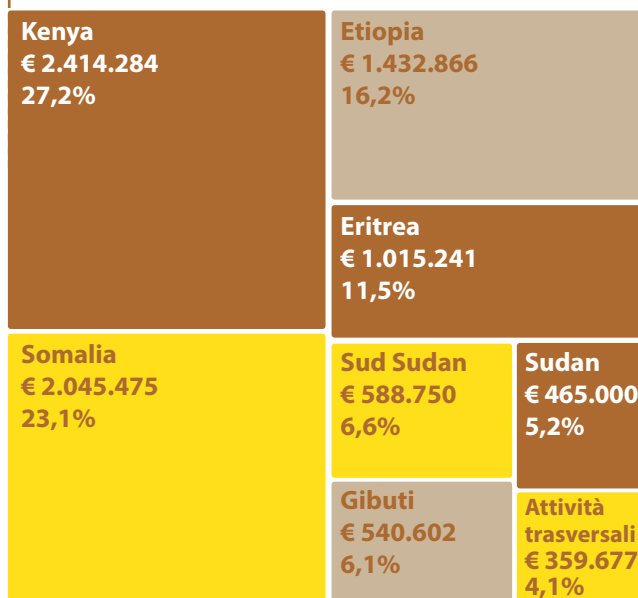 Kenya
€ 2.414.284
27,2%
Etiopia
€ 1.432.866
16,2%
Eritrea
€ 1.015.241
11,5%
Somalia
€ 2.045.475
23,1%
Sud Sudan
€ 588.750
6,6%
Sudan
€ 465.000
5,2%
Gibuti
€ 540.602
6,1%
Attività
trasversali
€ 359.677
4,1%